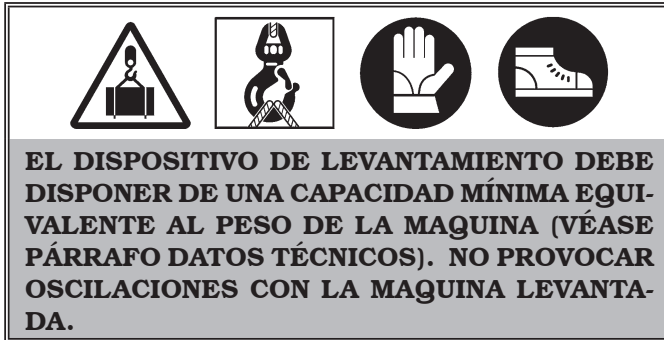 EL DISPOSITIVO DE LEVANTAMIENTO DEBE
DISPONER DE UNA CAPACIDAD MÍNIMA EQUI-
VALENTE AL PESO DE LA MAQUINA (VÉASE
PÁRRAFO DATOS TÉCNICOS). NO PROVOCAR
OSCILACIONES CON LA MAQUINA LEVANTA-
DA.